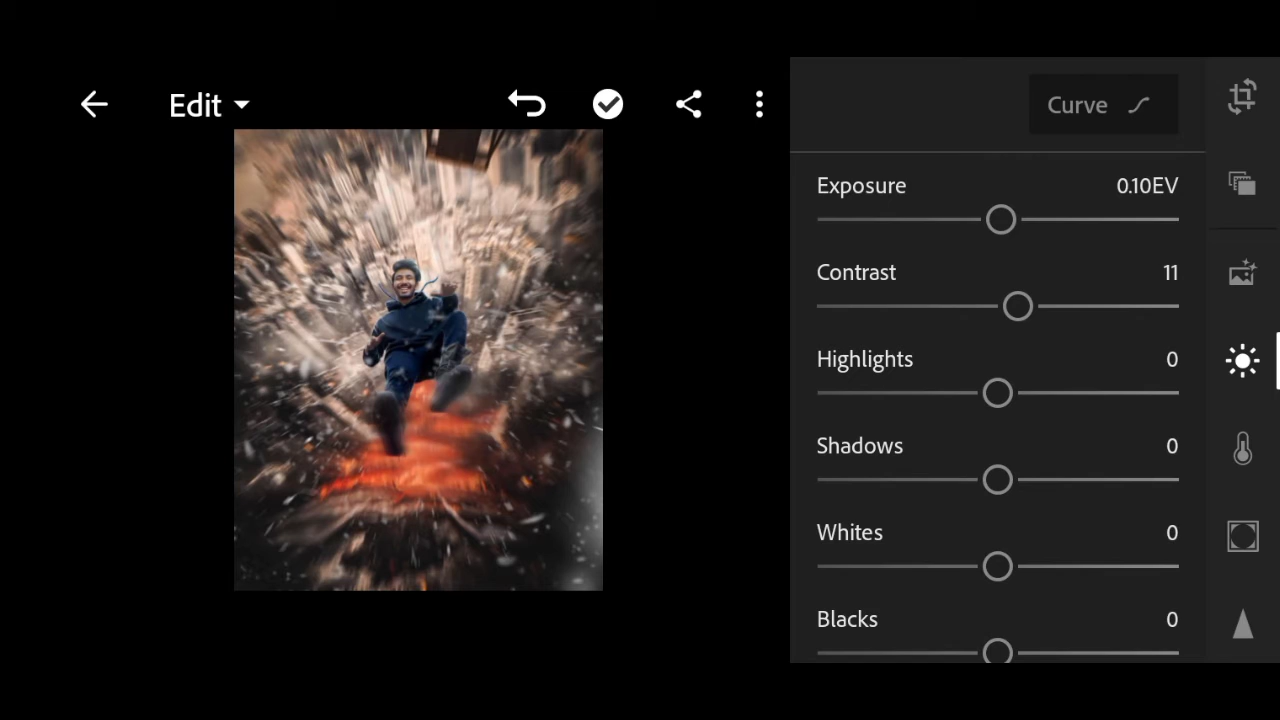 Edit
Curve
Exposure 0.10EV
Contrast 11
Highlights 0
Shadows 0
Whites 0
Blacks 0